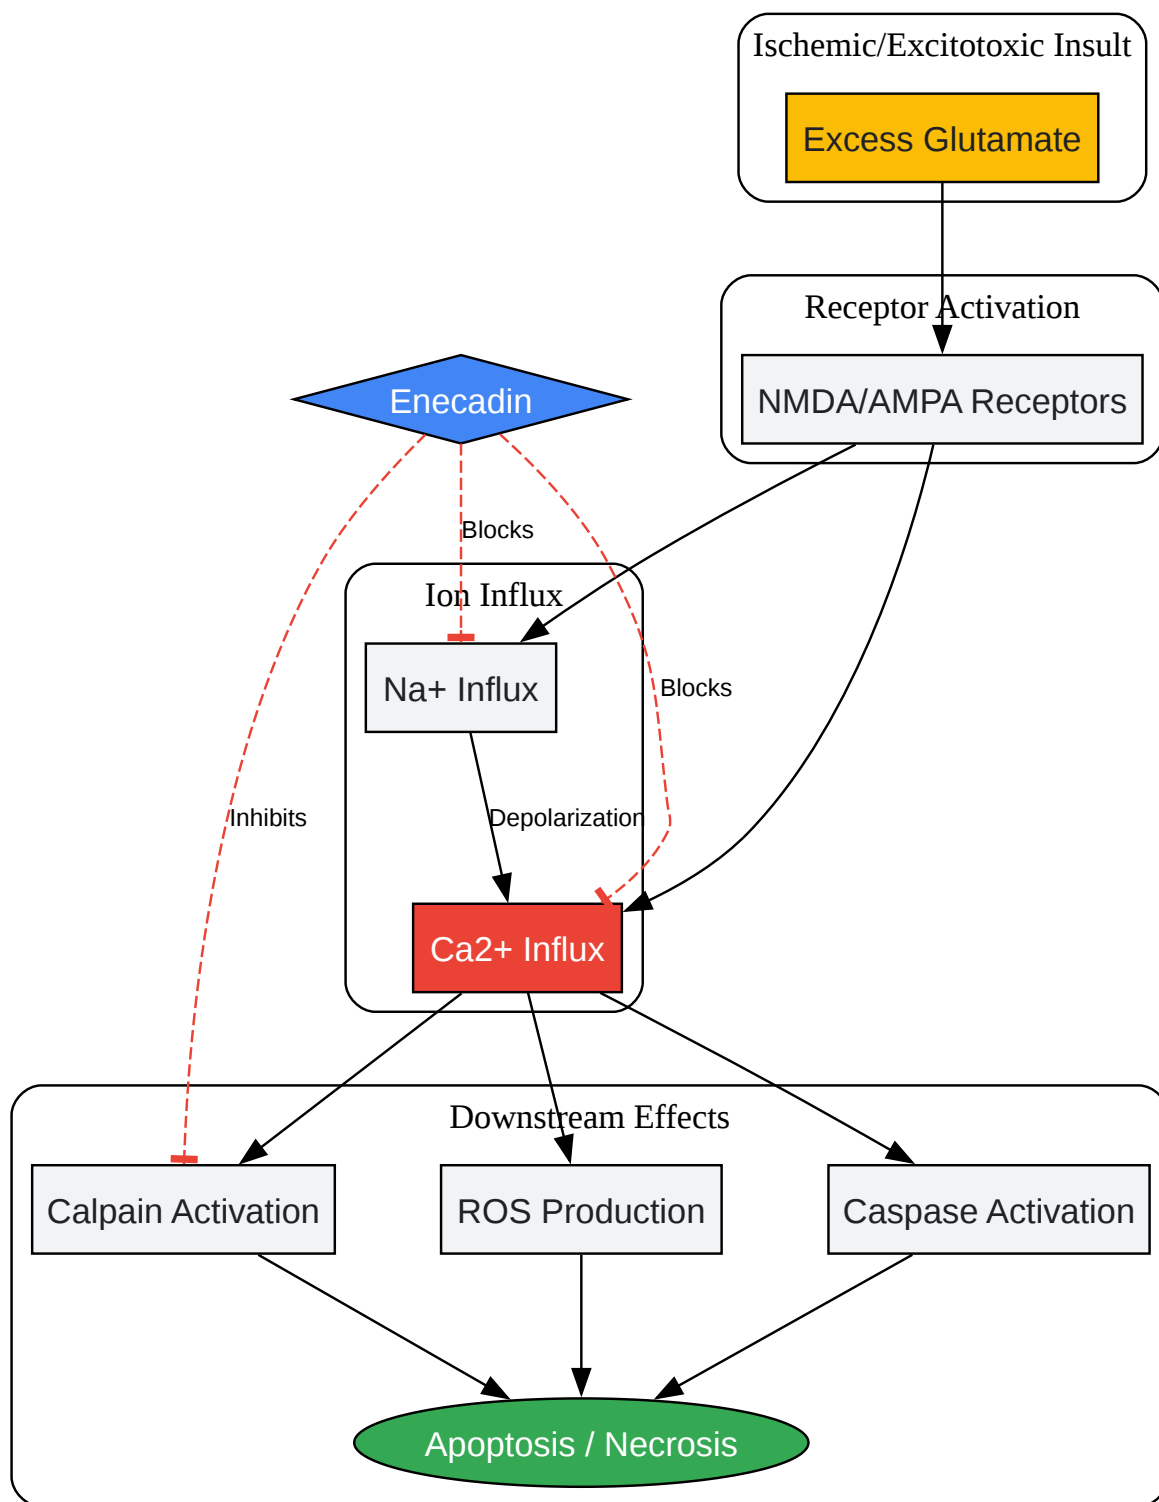 Ischemic/Excitotoxic Insult
Excess Glutamate
Receptor Activation
NMDA/AMPA Receptors
Enecadin
Blocks
Ion Influx
Na+ Influx
Blocks
Inhibits
Depolarization
Ca2+ Influx
Downstream Effects
Calpain Activation
ROS Production
Caspase Activation
Apoptosis / Necrosis